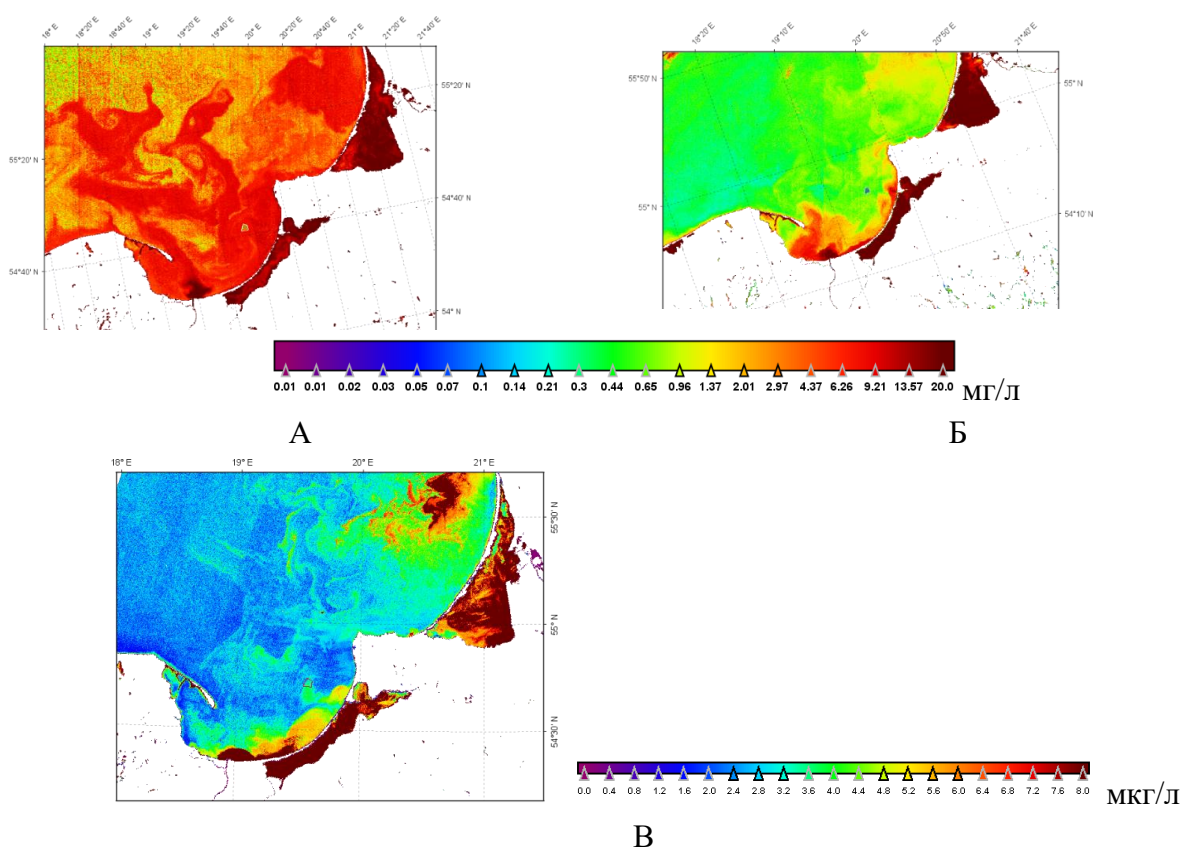 18° E 18°40' E 19° E 19°20' E 19°40' E 20° E 20°20' E 20°40' E 21° E 21°20' E 21°40' E
18°20' E 19°10' E 20° E 20°50' E 21°40' E
55°20' N
55°20' N
54°40' N
54°40' N
54° N
55°50' N
55° N
55° N
54°10' N
0.01 0.01 0.02 0.03 0.05 0.07 0.1 0.14 0.21 0.3 0.44 0.65 0.96 1.37 2.01 2.97 4.37 6.26 9.21 13.57 20.0 мг/л
А Б
18° E 19° E 20° E 21° E
55°30' N
55° N
54°30' N
0.0 0.4 0.8 1.2 1.6 2.0 2.4 2.8 3.2 3.6 4.0 4.4 4.8 5.2 5.6 6.0 6.4 6.8 7.2 7.6 8.0 мкг/л
В